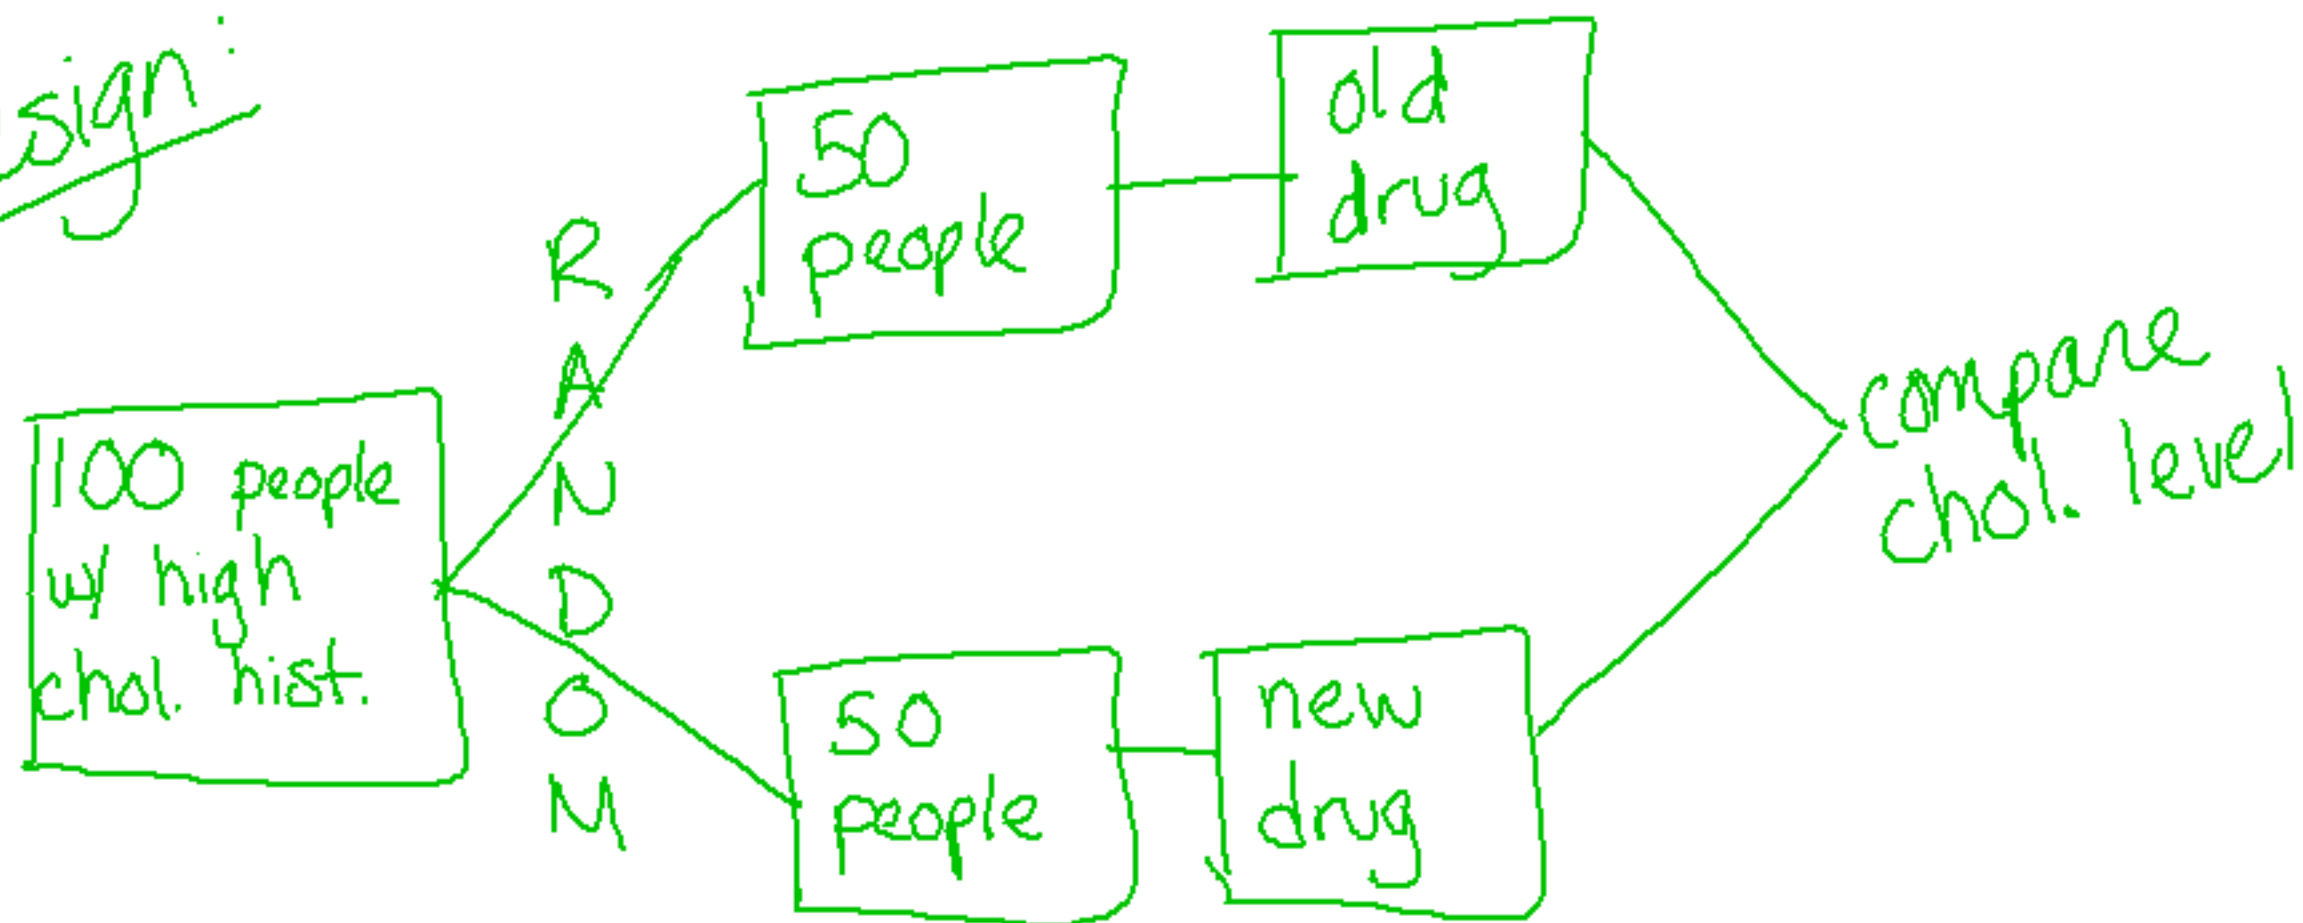 sign:
100 people
w/ high
chol. hist.
R
A
N
D
O
M
50
people
old
drug
50
people
new
drug
compare
chol. level